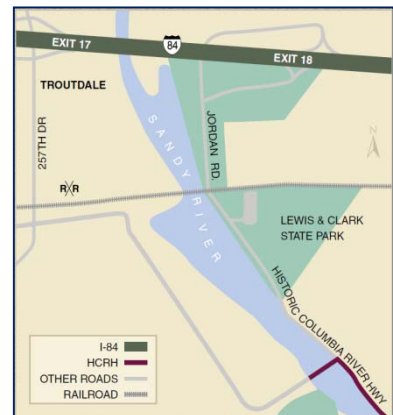 EXIT 17
84
EXIT 18
TROUTDALE
257TH DR
SANDY RIVER
JORDAN RD.
N
RXR
LEWIS & CLARK
STATE PARK
HISTORIC COLUMBIA RIVER HWY
I-84
HCRH
OTHER ROADS
RAILROAD